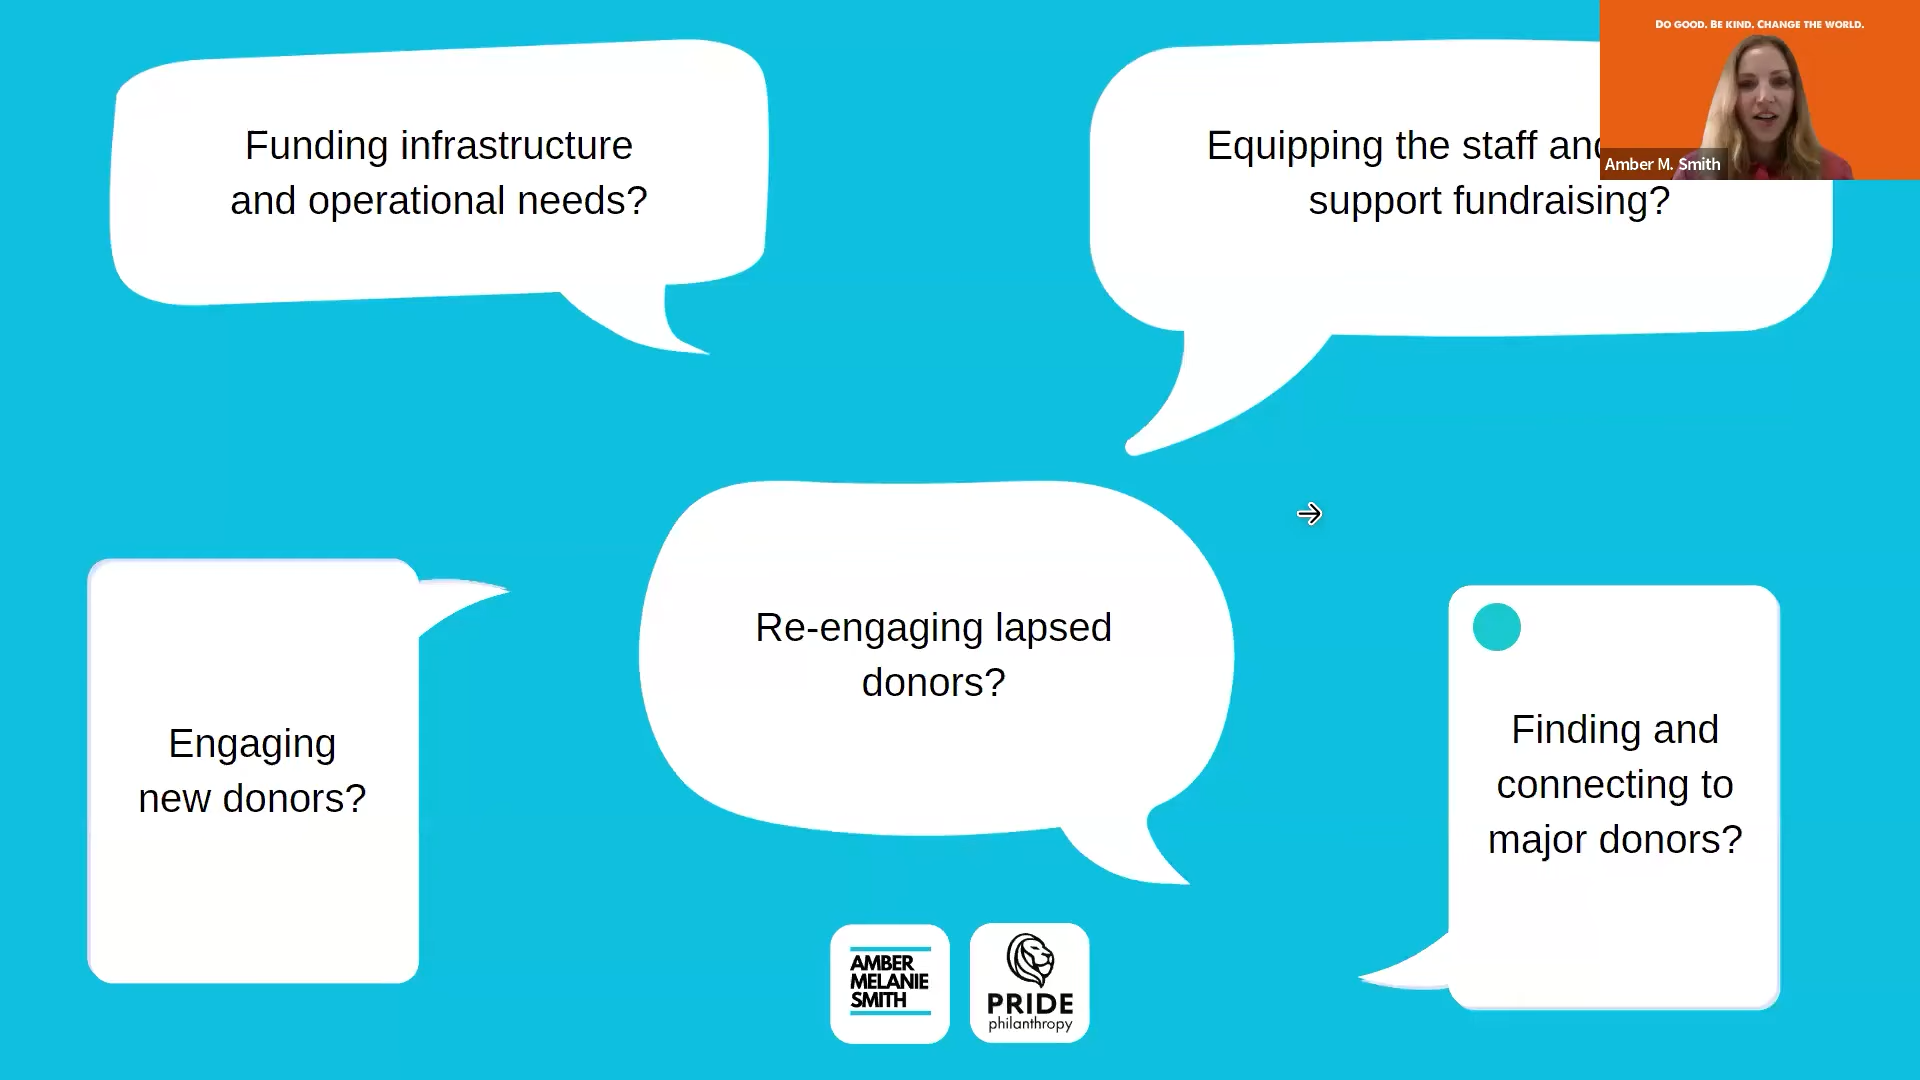 DO GOOD. BE KIND. CHANGE THE WORLD.
Amber M. Smith
Funding infrastructure
and operational needs?
Equipping the staff
support fundraising?
Re-engaging lapsed
donors?
Engaging
new donors?
Finding and
connecting to
major donors?
AMBER
MELANIE
SMITH
PRIDE
philanthropy